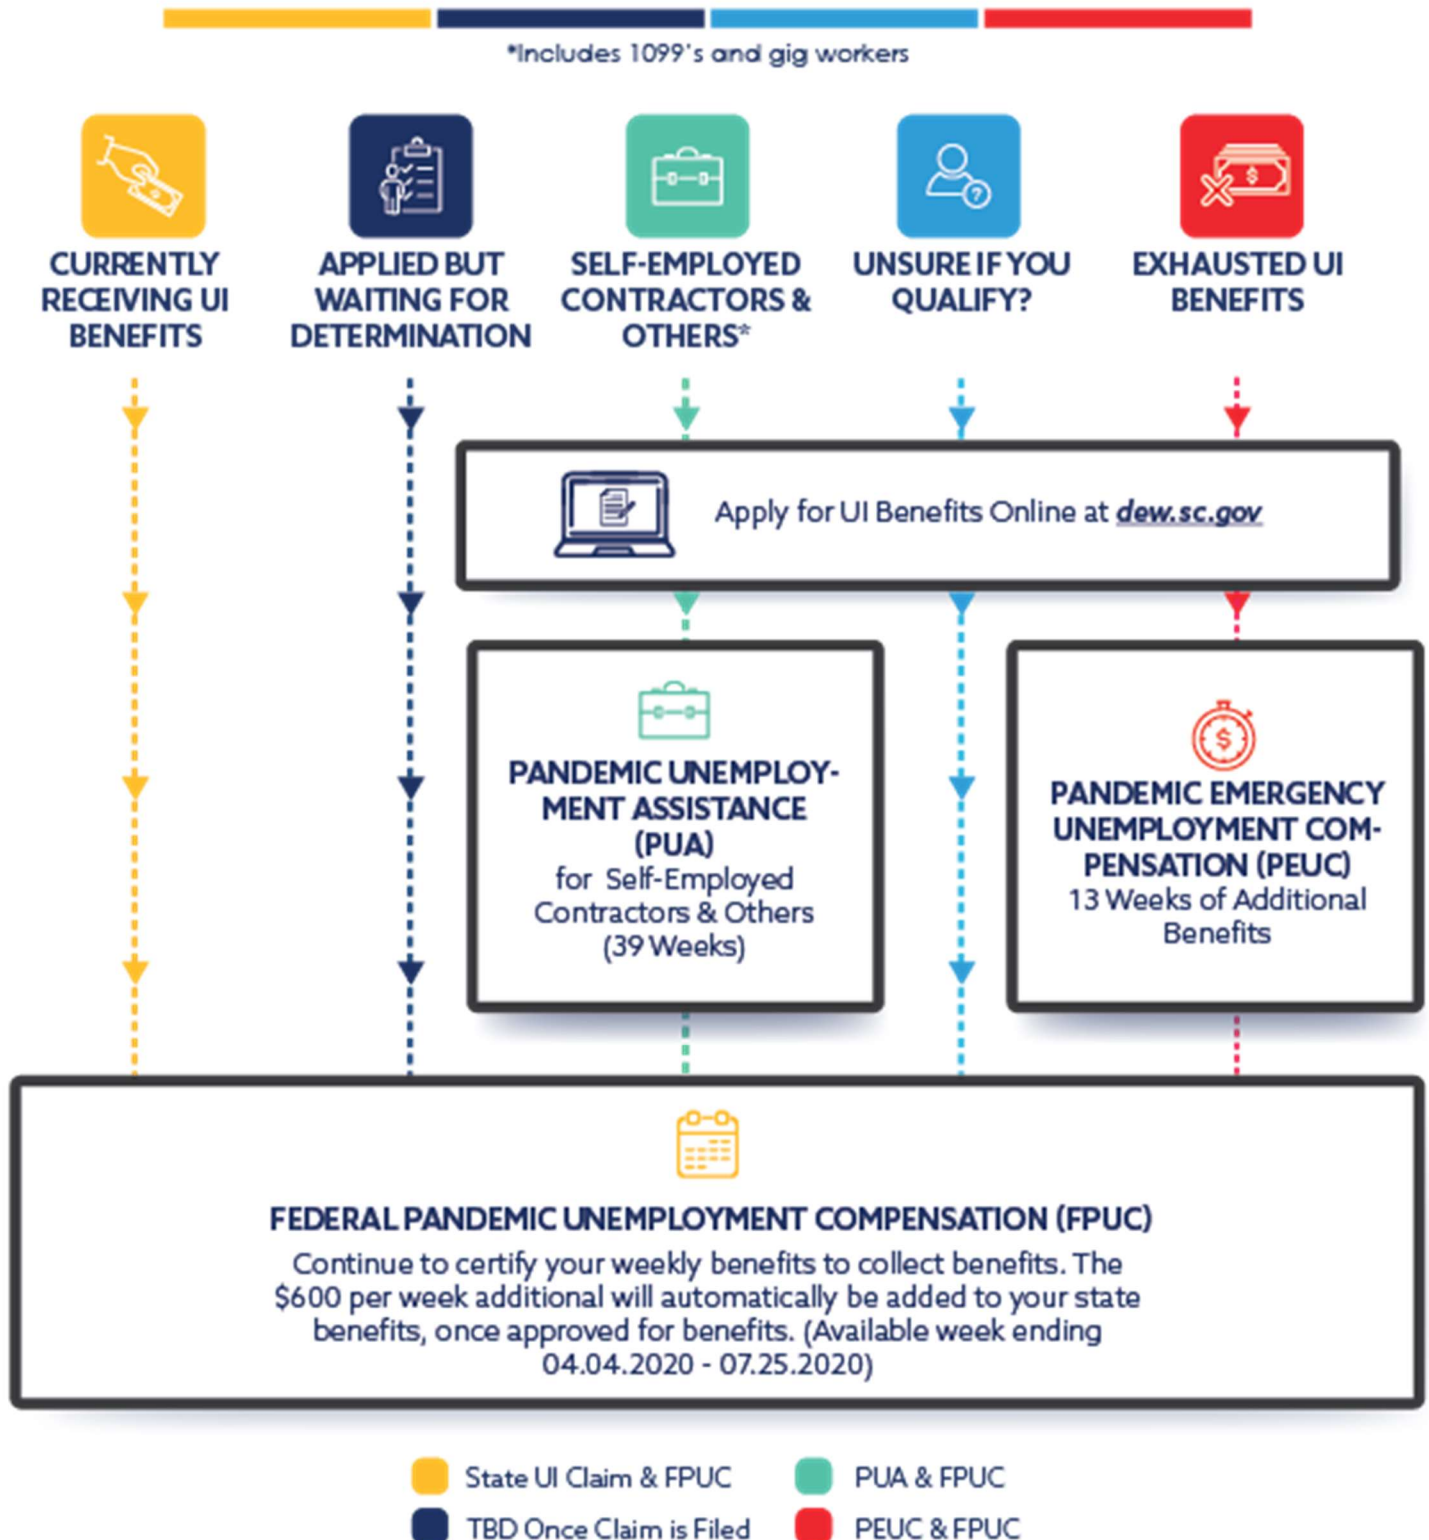 *Includes 1099's and gig workers
CURRENTLY
RECEIVING UI
BENEFITS
APPLIED BUT
WAITING FOR
DETERMINATION
SELF-EMPLOYED
CONTRACTORS &
OTHERS*
UNSURE IF YOU
QUALIFY?
EXHAUSTED UI
BENEFITS
Apply for UI Benefits Online at dew.sc.gov
PANDEMIC UNEMPLOY-
MENT ASSISTANCE
(PUA)
for Self-Employed
Contractors & Others
(39 Weeks)
PANDEMIC EMERGENCY
UNEMPLOYMENT COM-
PENSATION (PEUC)
13 Weeks of Additional
Benefits
FEDERAL PANDEMIC UNEMPLOYMENT COMPENSATION (FPUC)
Continue to certify your weekly benefits to collect benefits. The
$600 per week additional will automatically be added to your state
benefits, once approved for benefits. (Available week ending
04.04.2020 - 07.25.2020)
State UI Claim & FPUC
PUA & FPUC
TBD Once Claim is Filed
PEUC & FPUC